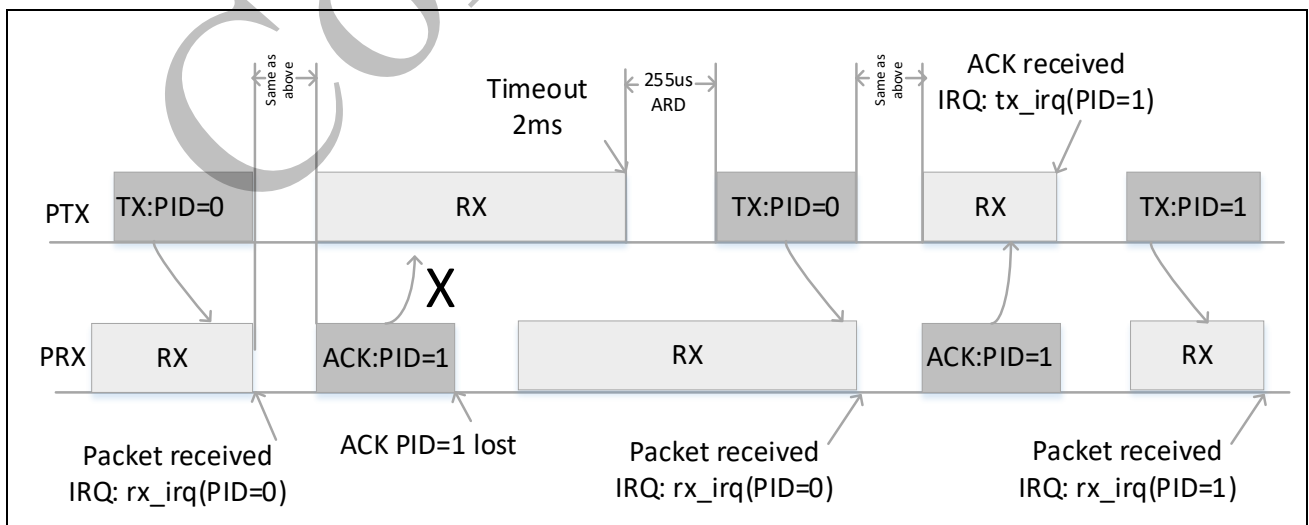 Same as
above
Timeout
2ms
255us
ARD
Same as
above
ACK received
IRQ: tx_irq(PID=1)
PTX
TX:PID=0
RX
TX:PID=0
RX
TX:PID=1
X
PRX
RX
ACK:PID=1
RX
ACK:PID=1
RX
Packet received
IRQ: rx_irq(PID=0)
ACK PID=1 lost
Packet received
IRQ: rx_irq(PID=0)
Packet received
IRQ: rx_irq(PID=1)